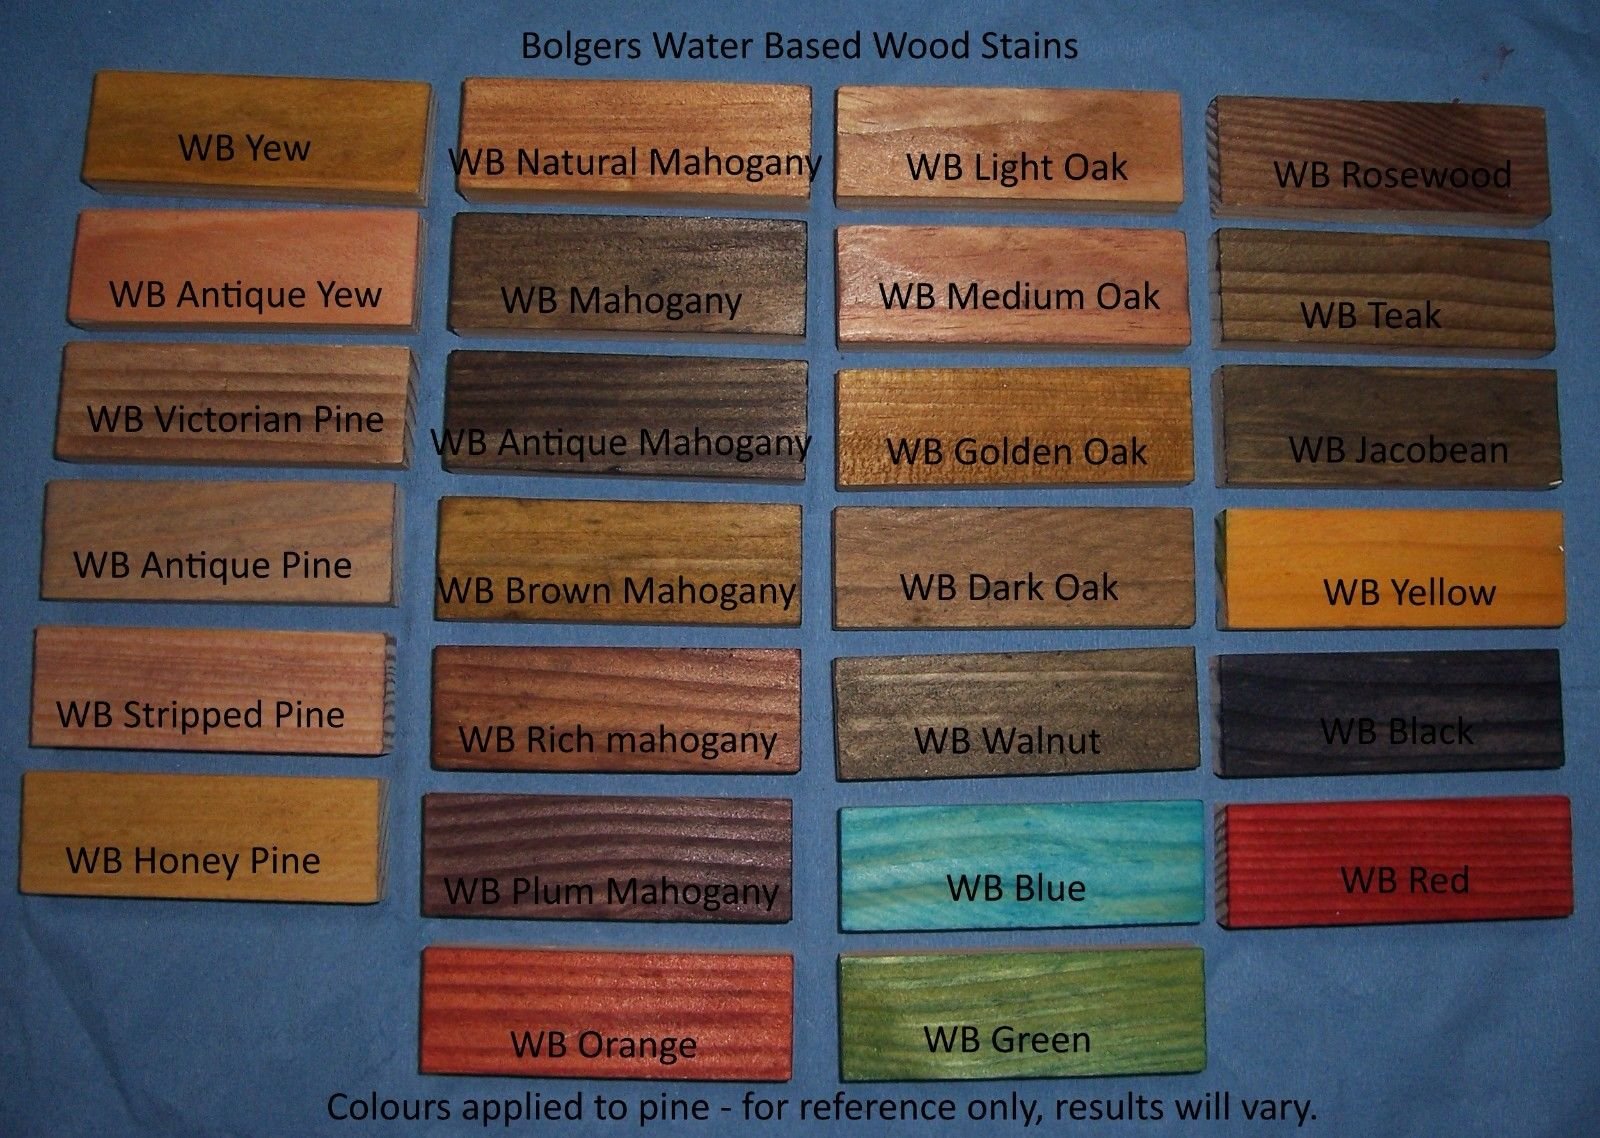 Bolgers Water Based Wood Stains
WB Yew
WB Natural Mahogany
WB Light Oak
WB Rosewood
WB Antique Yew
WB Mahogany
WB Medium Oak
WB Teak
WB Victorian Pine
WB Antique Mahogany
WB Golden Oak
WB Jacobean
WB Antique Pine
WB Brown Mahogany
WB Dark Oak
WB Yellow
WB Stripped Pine
WB Rich mahogany
WB Walnut
WB Black
WB Honey Pine
WB Plum Mahogany
WB Blue
WB Red
WB Orange
WB Green
Colours applied to pine - for reference only, results will vary.